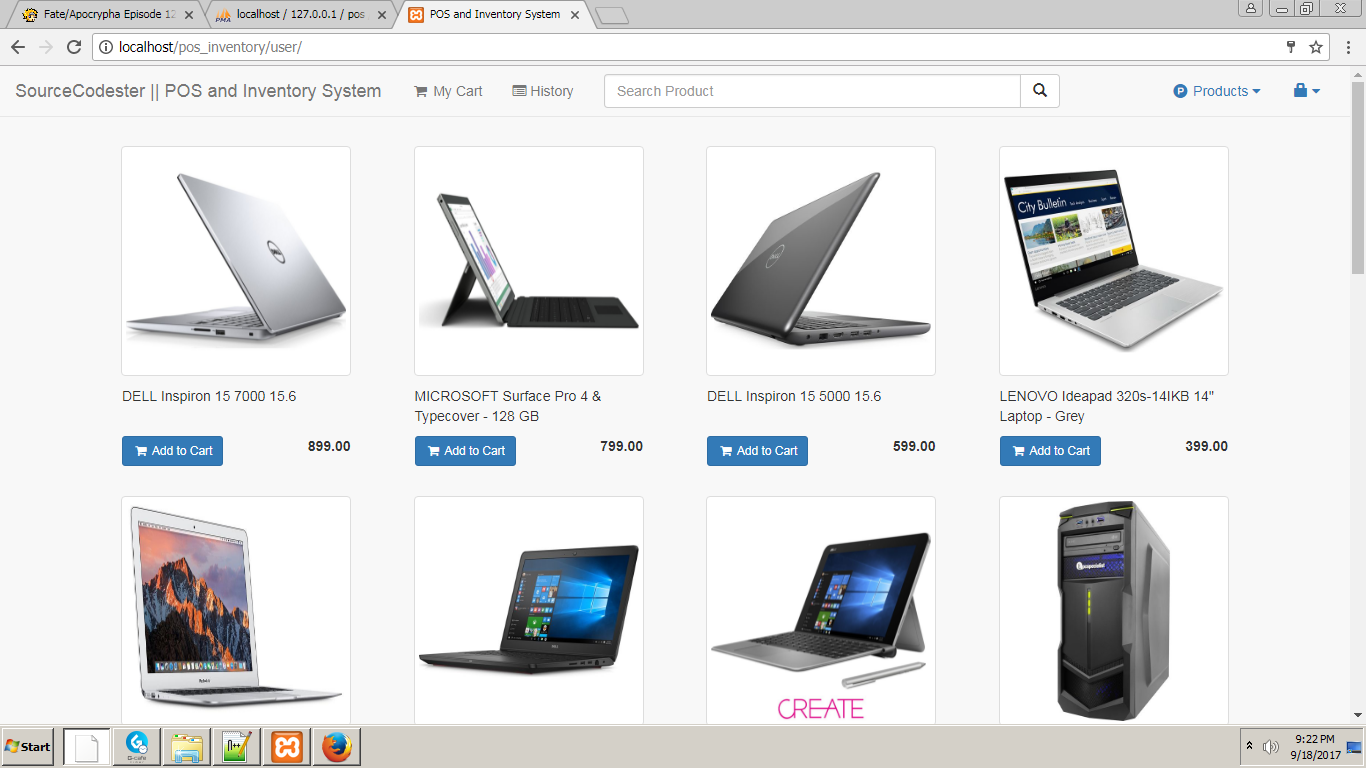 Fate/Apocrypha Episode 12
localhost / 127.0.0.1 / pos
POS and Inventory System
localhost/pos_inventory/user/
SourceCodester || POS and Inventory System
My Cart
History
Search Product
Products
DELL
DELL
City Bulletin
DELL Inspiron 15 7000 15.6
MICROSOFT Surface Pro 4 &
Typecover - 128 GB
DELL Inspiron 15 5000 15.6
LENOVO Ideapad 320s-14IKB 14"
Laptop - Grey
Add to Cart
899.00
Add to Cart
799.00
Add to Cart
599.00
Add to Cart
399.00
CREATE
Start
G-cafe
9:22 PM
9/18/2017